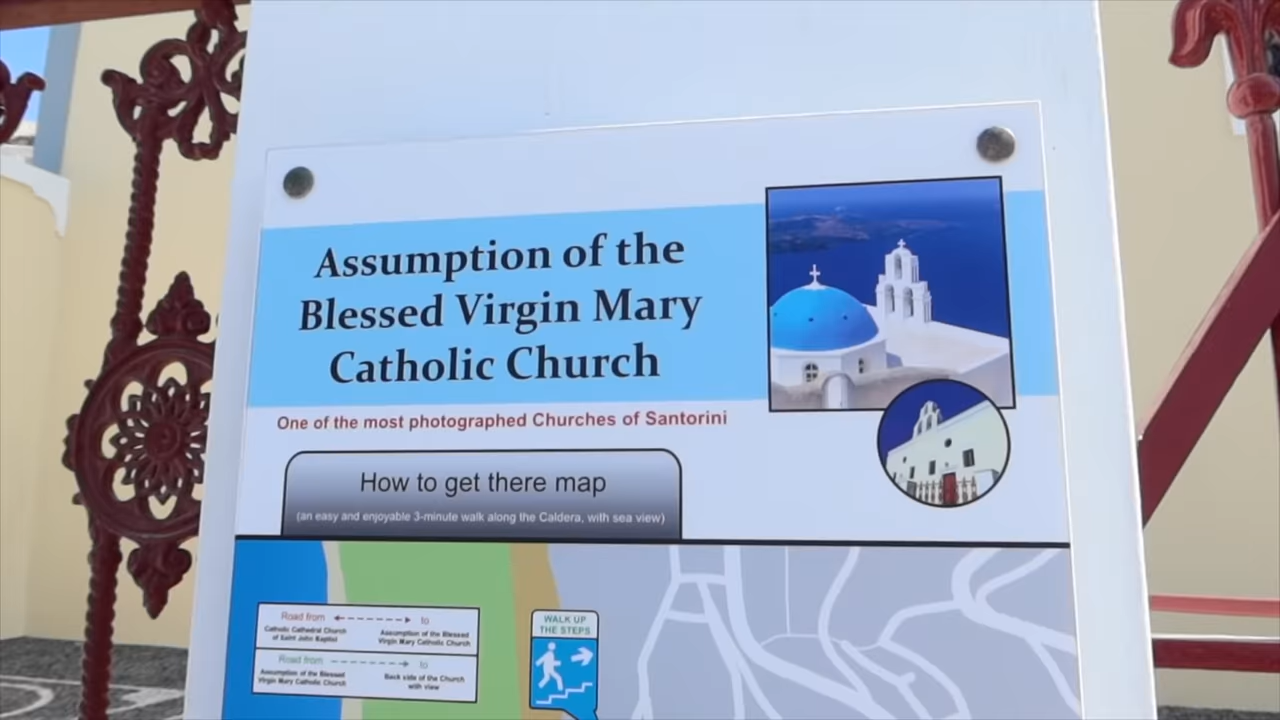 Assumption of the
Blessed Virgin Mary
Catholic Church
One of the most photographed Churches of Santorini
How to get there map
(an easy and enjoyable 3-minute walk along the Caldera, with sea view)
Road from to
Catholic Cathedral Church
of Saint John Baptist
Assumption of the Blessed
Virgin Mary Catholic Church
Road from to
Assumption of the Blessed
Virgin Mary Catholic Church
Back side of the Church
with view
WALK UP
THE STEPS